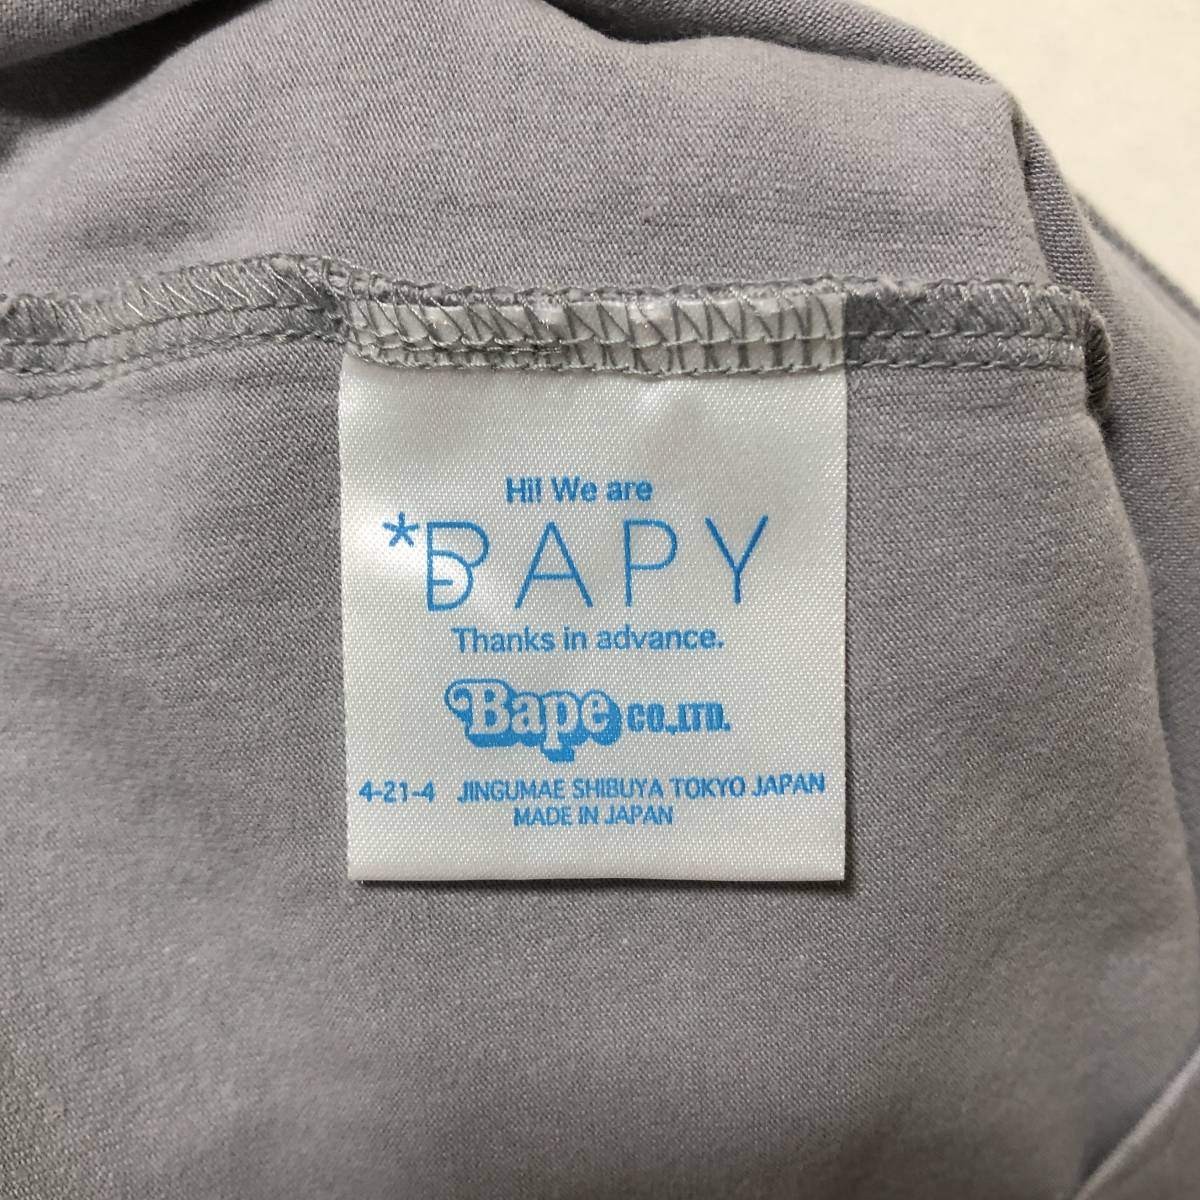 Hi! We are
*BAPY
Thanks in advance.
Bape CO.,LTD.
4-21-4 JINGUMAE SHIBUYA TOKYO JAPAN
MADE IN JAPAN